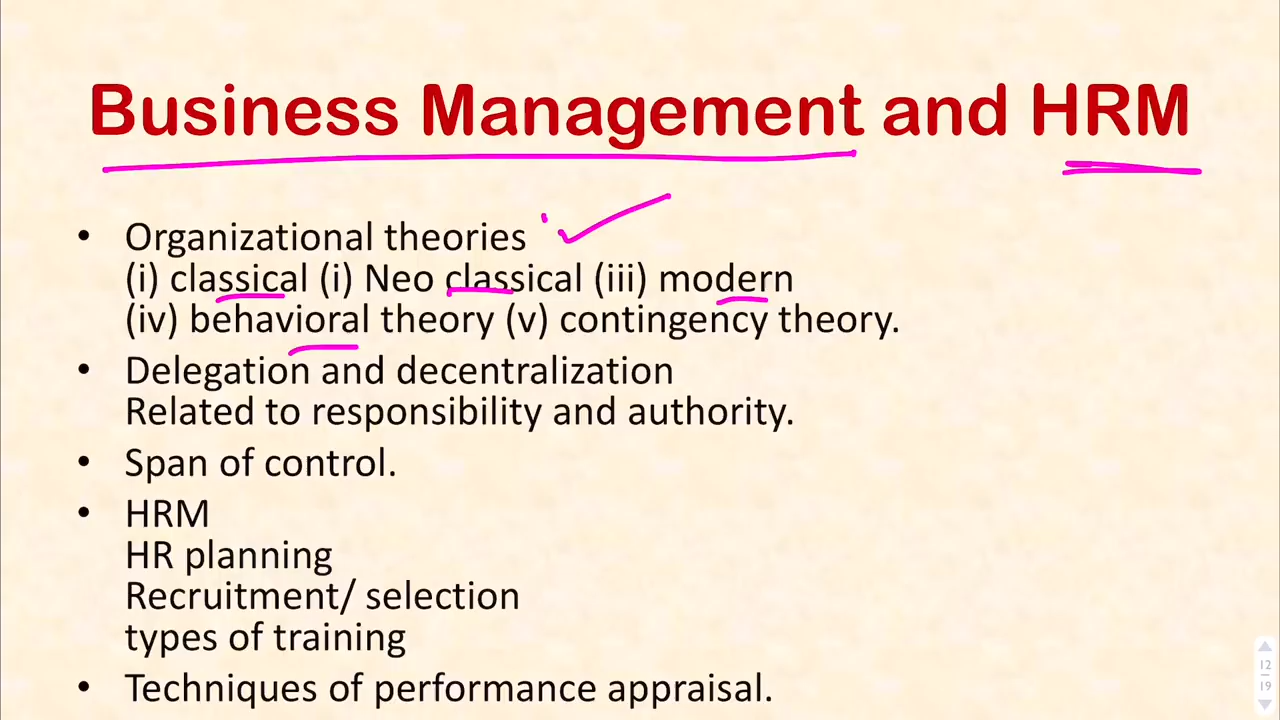 Business Management and HRM
• Organizational theories
(i) classical (i) Neo classical (iii) modern
(iv) behavioral theory (v) contingency theory.
• Delegation and decentralization
Related to responsibility and authority.
• Span of control.
• HRM
HR planning
Recruitment/ selection
types of training
• Techniques of performance appraisal.
12
19